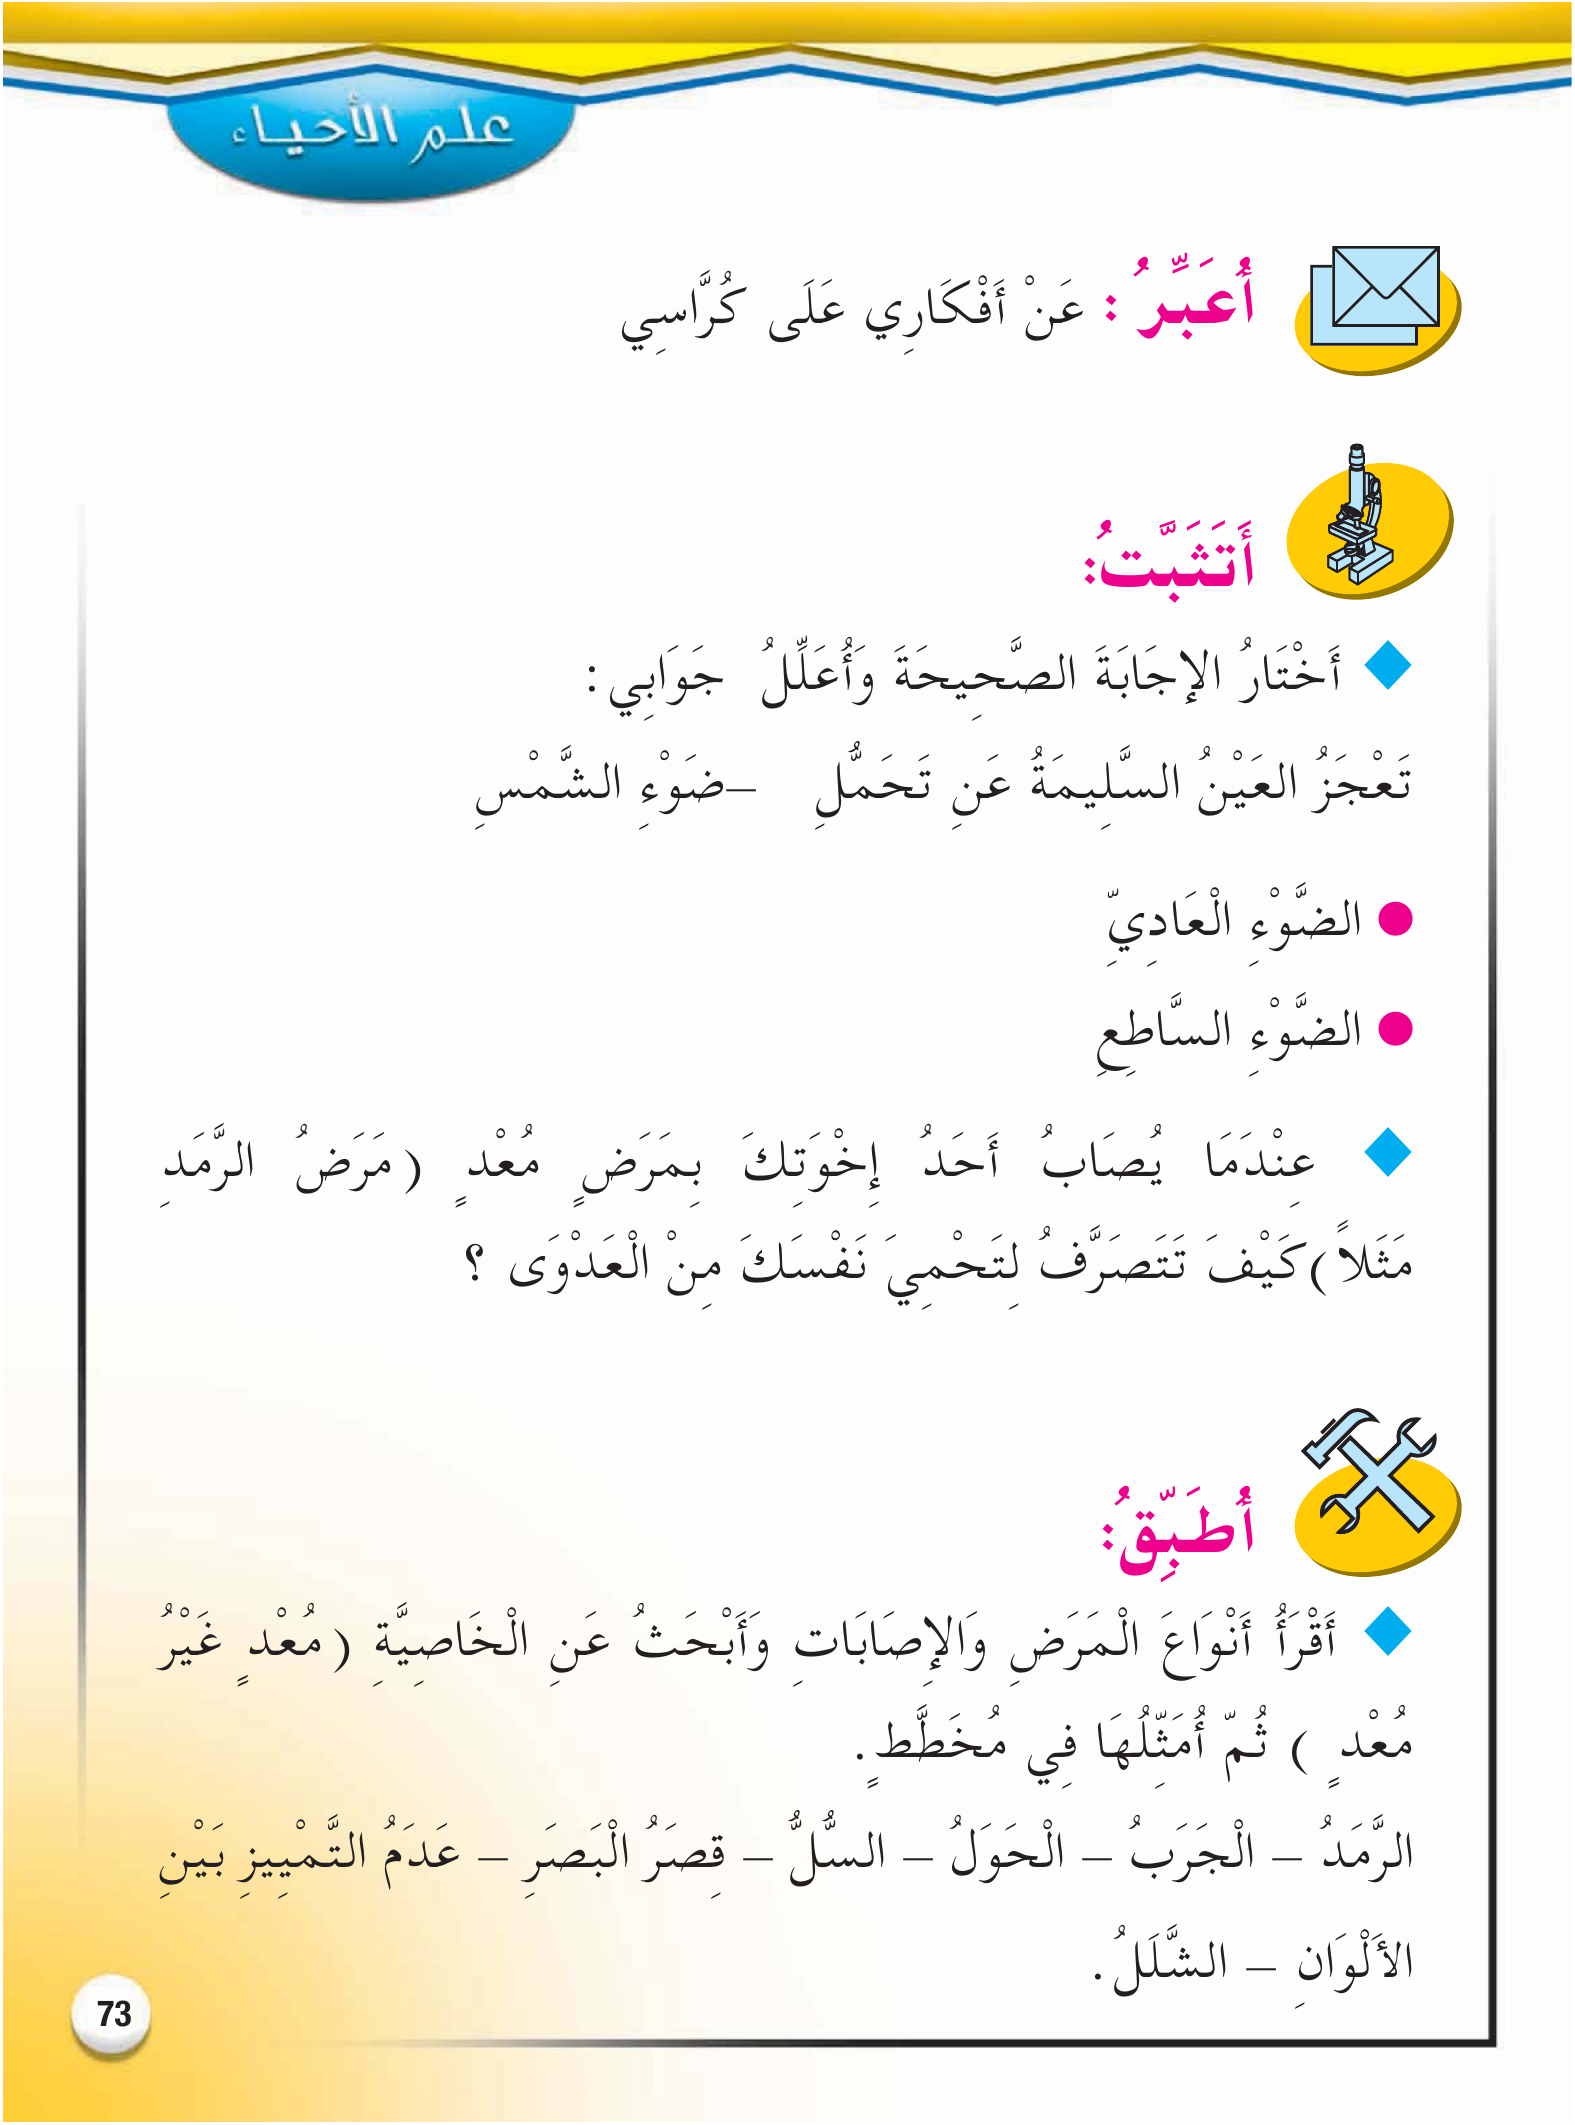 علم الأحياء
أُعَبِّرُ : عَنْ أَفْكَارِي عَلَى كُرَّاسِي
أَتَثَبَّتُ:
أَخْتَارُ الإجَابَةَ الصَّحِيحَةَ وَأُعَلِّلُ جَوَابِي:
تَعْجَزُ العَيْنُ السَّلِيمَةُ عَنِ تَحَمُّلِ –ضَوْءِ الشَّمْسِ
الضَّوْءِ الْعَادِيِّ
الضَّوْءِ السَّاطِعِ
عِنْدَمَا يُصَابُ أَحَدُ إِخْوَتِكَ بِمَرَضٍ مُعْدٍ (مَرَضُ الرَّمَدِ
مَثَلاً)كَيْفَ تَتَصَرَّفُ لِتَحْمِيَ نَفْسَكَ مِنْ الْعَدْوَى ؟
أُطَبِّقُ:
أَقْرَأُ أَنْوَاعَ الْمَرَضِ وَالإِصَابَاتِ وَأَبْحَثُ عَنِ الْخَاصِيَّةِ (مُعْدٍ غَيْرُ
مُعْدٍ ) ثُمّ أُمَثِّلُهَا فِي مُخَطَّطٍ.
الرَّمَدُ – الْجَرَبُ – الْحَوَلُ – السُّلُّ – قِصَرُ الْبَصَرِ – عَدَمُ التَّمْيِيزِ بَيْنِ
الأَلْوَانِ – الشَّلَلُ.
73